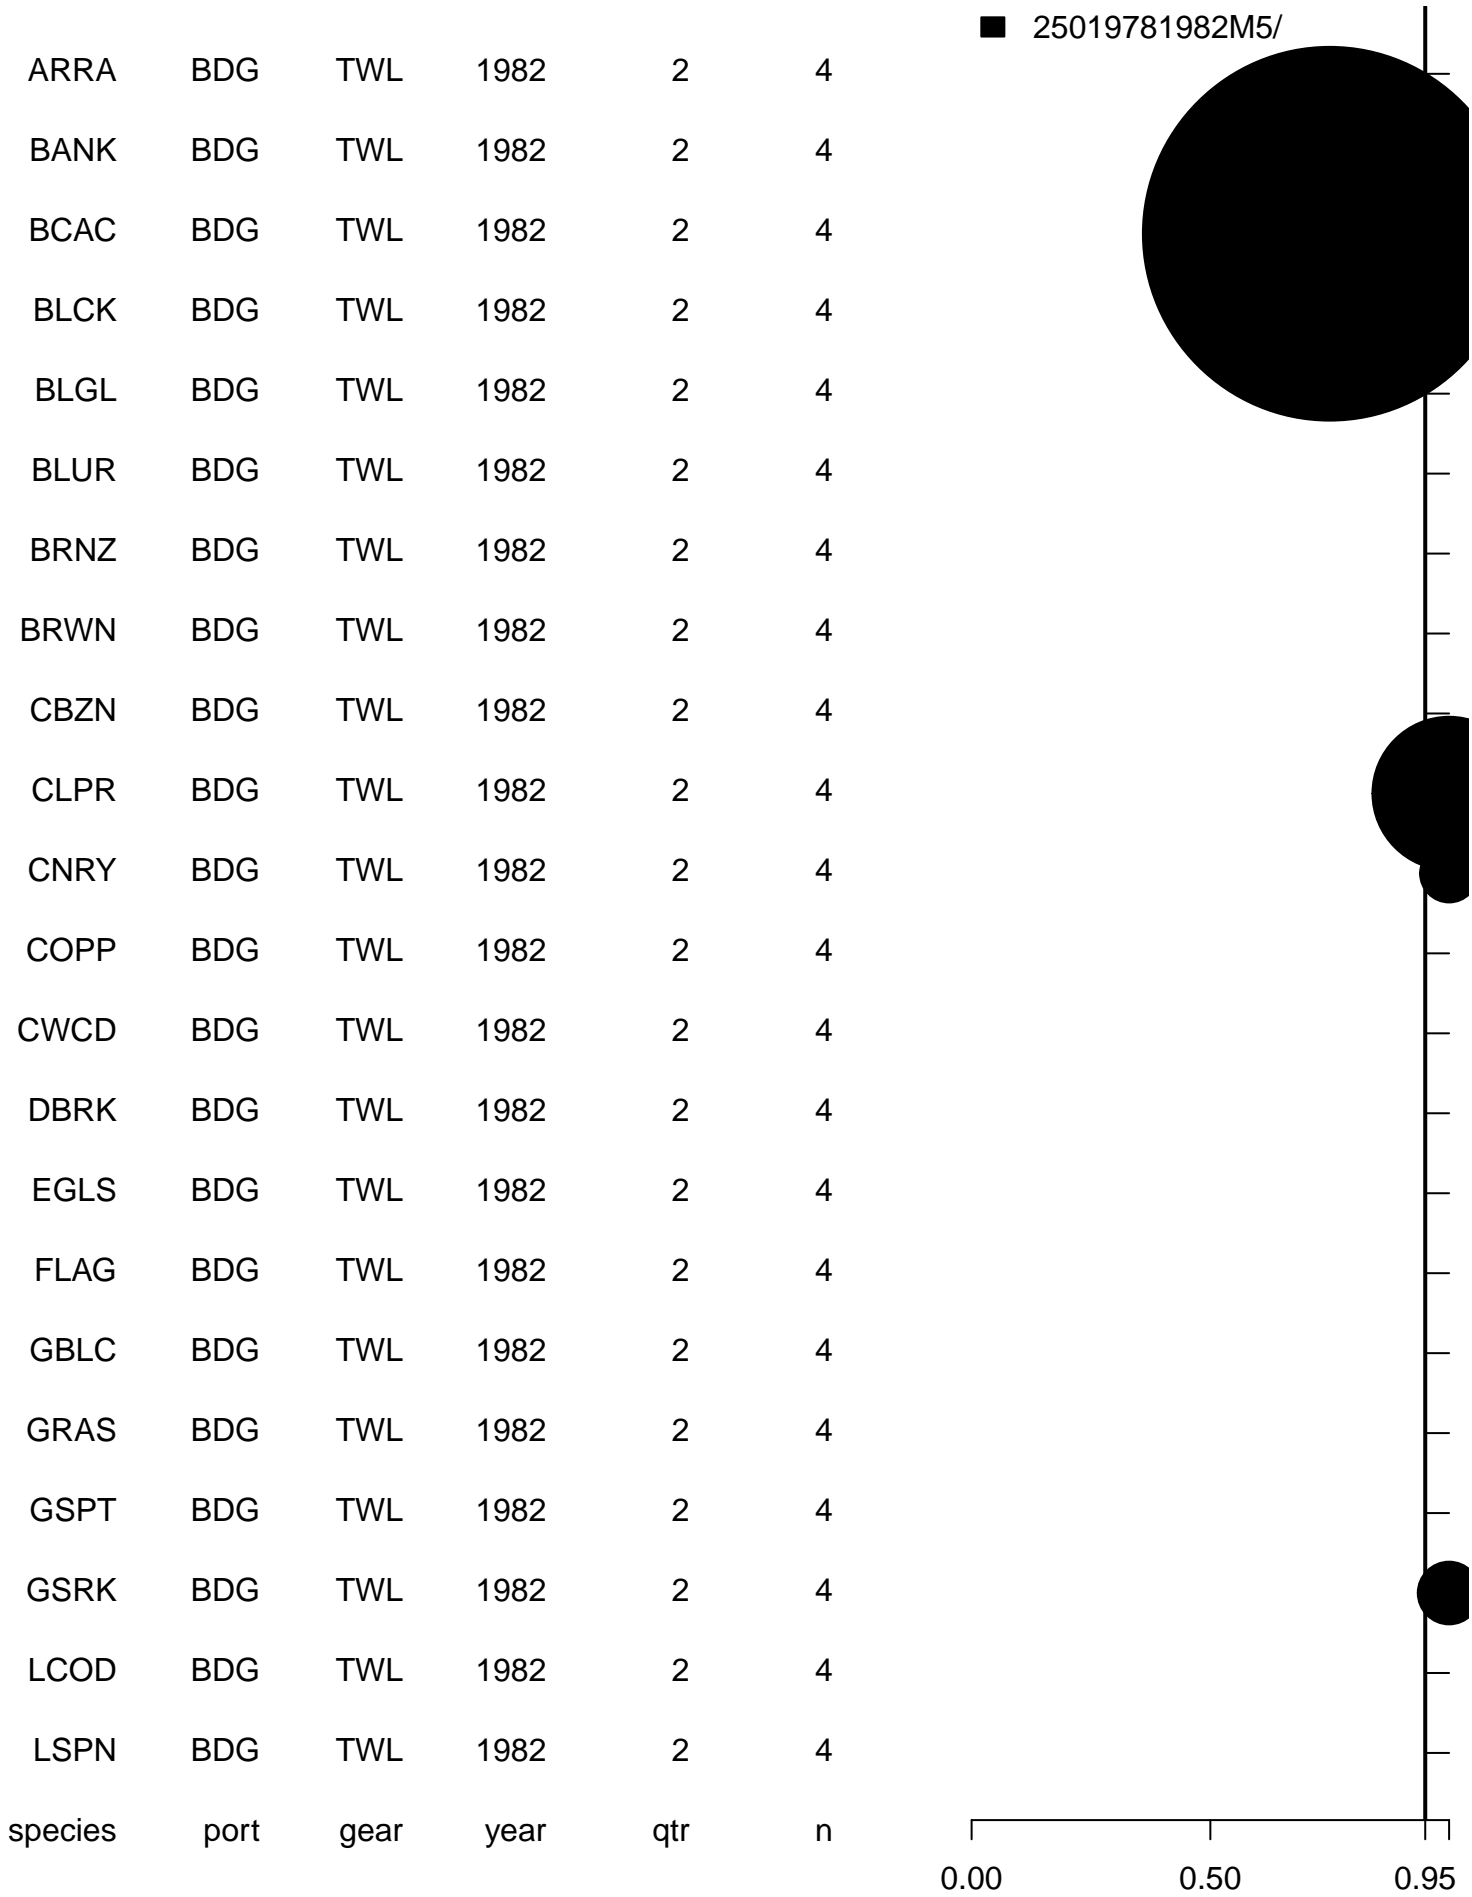 25019781982M5/
ARRA BDG TWL 1982 2 4
BANK BDG TWL 1982 2 4
BCAC BDG TWL 1982 2 4
BLCK BDG TWL 1982 2 4
BLGL BDG TWL 1982 2 4
BLUR BDG TWL 1982 2 4
BRNZ BDG TWL 1982 2 4
BRWN BDG TWL 1982 2 4
CBZN BDG TWL 1982 2 4
CLPR BDG TWL 1982 2 4
CNRY BDG TWL 1982 2 4
COPP BDG TWL 1982 2 4
CWCD BDG TWL 1982 2 4
DBRK BDG TWL 1982 2 4
EGLS BDG TWL 1982 2 4
FLAG BDG TWL 1982 2 4
GBLC BDG TWL 1982 2 4
GRAS BDG TWL 1982 2 4
GSPT BDG TWL 1982 2 4
GSRK BDG TWL 1982 2 4
LCOD BDG TWL 1982 2 4
LSPN BDG TWL 1982 2 4
species port gear year qtr n
0.00 0.50 0.95